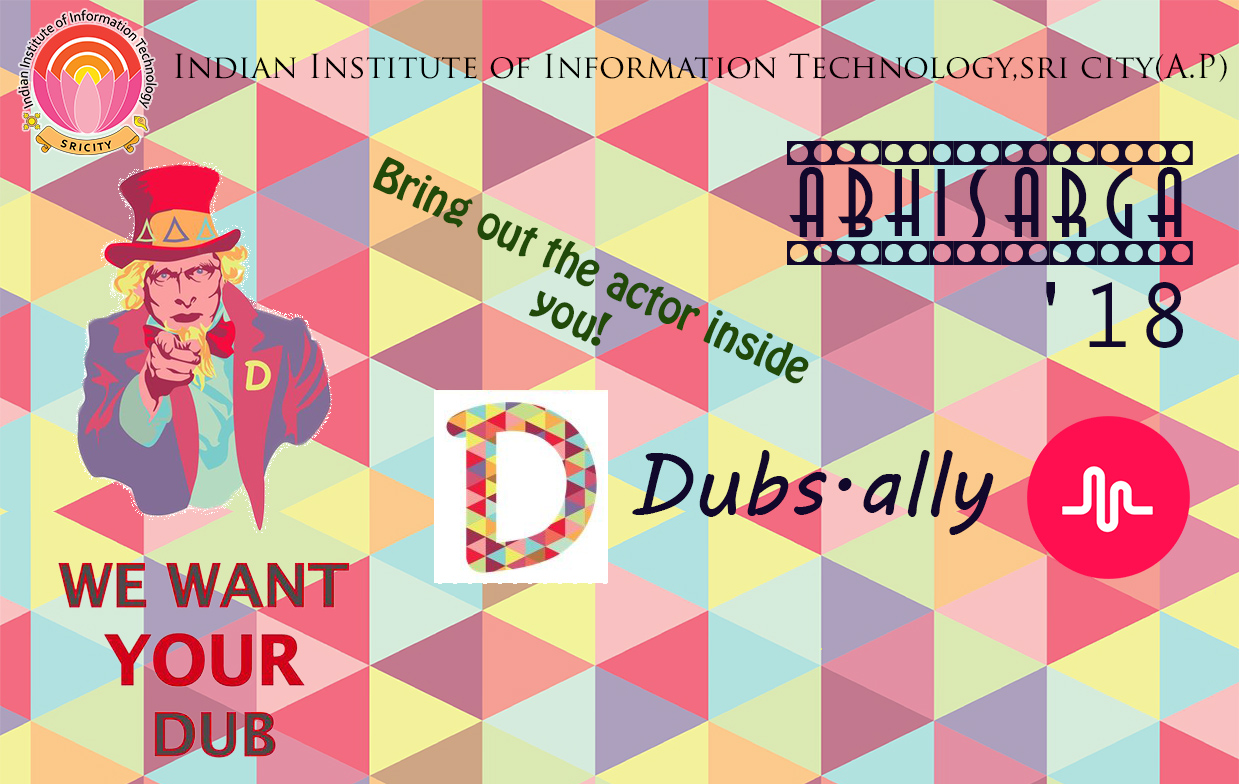 Indian Institute of Information Technology
SRICITY
INDIAN INSTITUTE OF INFORMATION TECHNOLOGY,SRI CITY(A.P)
ABHISARGA
'18
Bring out the actor inside
you!
D
D
Dubs·ally
WE WANT
YOUR
DUB